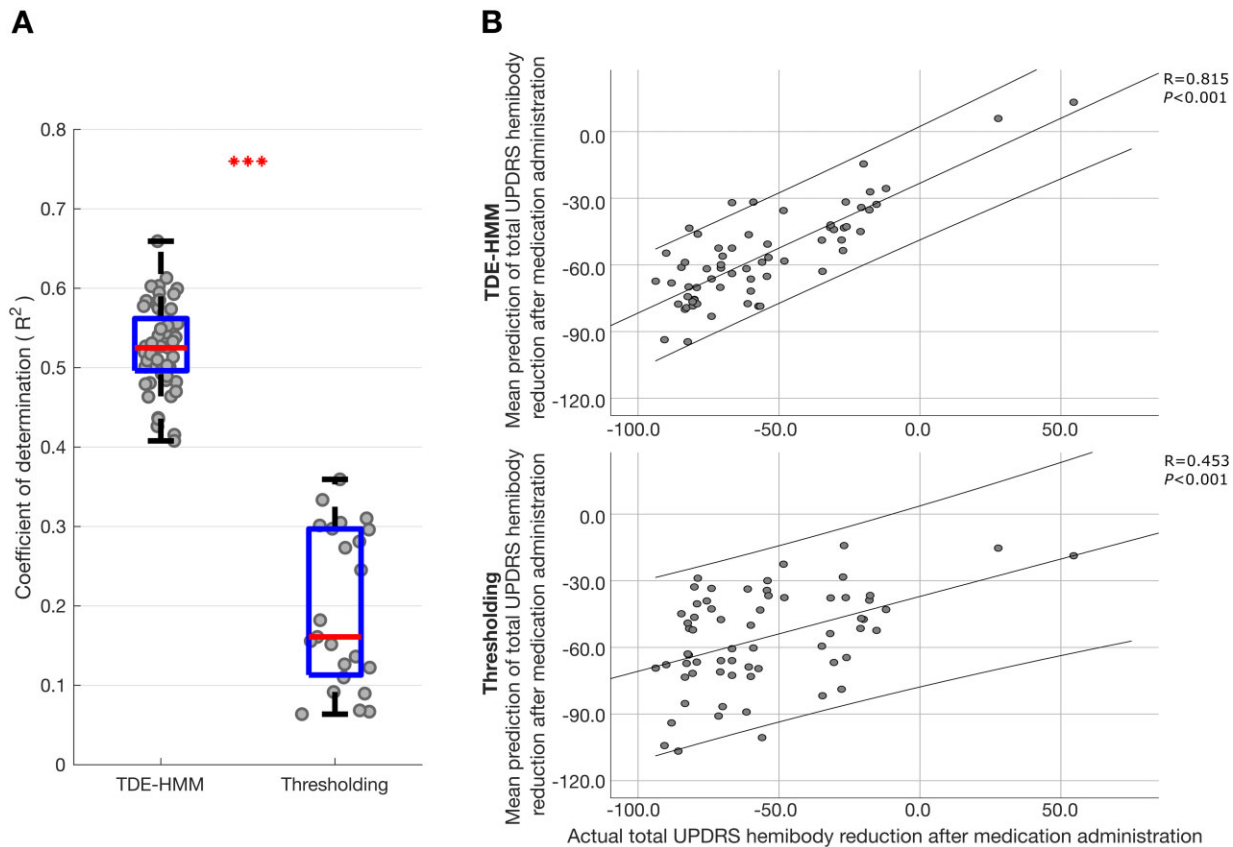 A
0.8
0.7
0.6
0.5
0.4
0.3
0.2
0.1
0
Coefficient of determination ( R²)
***
TDE-HMM
Thresholding
B
TDE-HMM
Mean prediction of total UPDRS hemibody
reduction after medication administration
0.0
-30.0
-60.0
-90.0
-120.0
-100.0
-50.0
0.0
50.0
R=0.815
P<0.001
Thresholding
Mean prediction of total UPDRS hemibody
reduction after medication administration
0.0
-30.0
-60.0
-90.0
-120.0
-100.0
-50.0
0.0
50.0
R=0.453
P<0.001
Actual total UPDRS hemibody reduction after medication administration